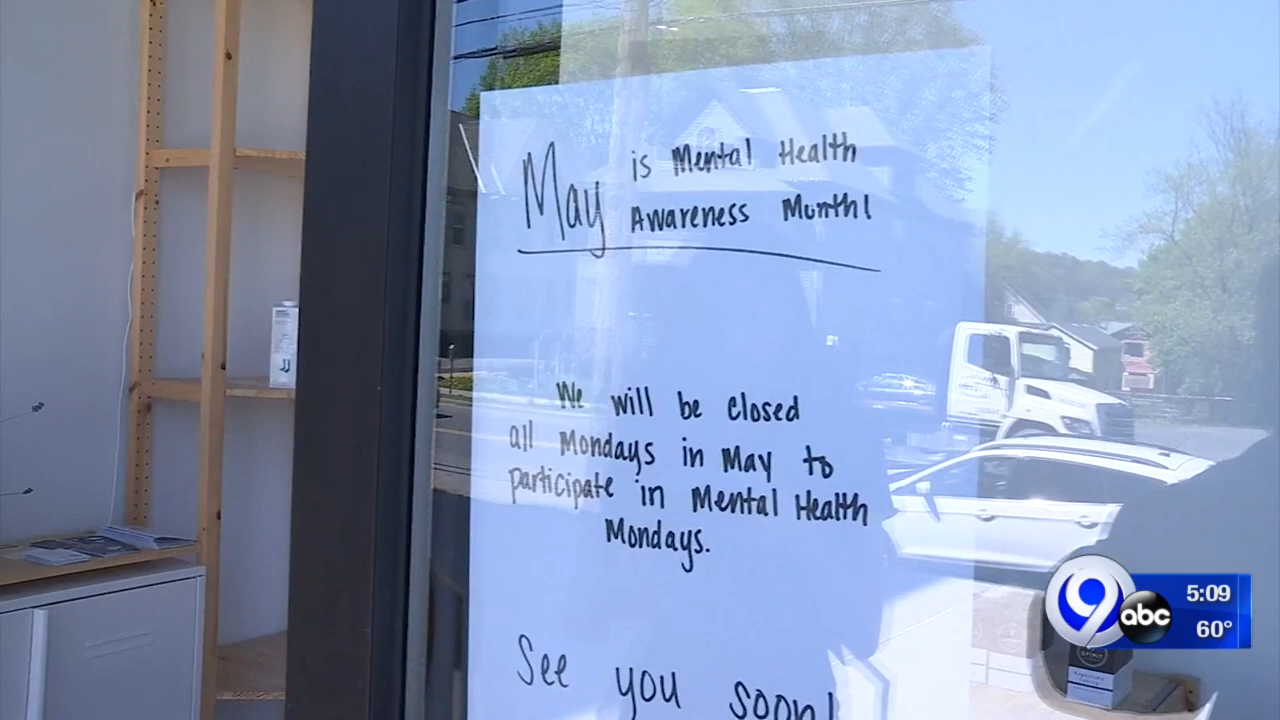 May is Mental Health
Awareness Month!
We will be closed
all Mondays in May to
participate in Mental Health
Mondays.
See you soon!
9 abc
5:09
60°
SPIRIT